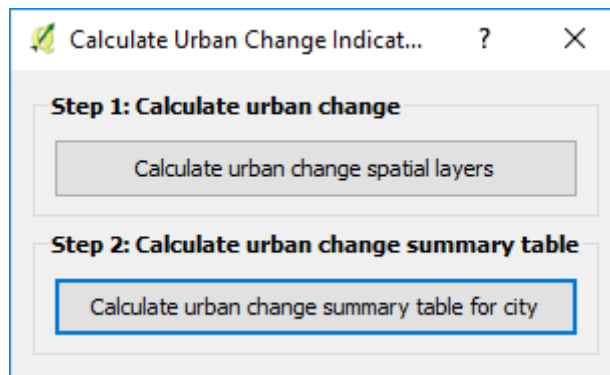 Calculate Urban Change Indicat... ?
Step 1: Calculate urban change
Calculate urban change spatial layers
Step 2: Calculate urban change summary table
Calculate urban change summary table for city